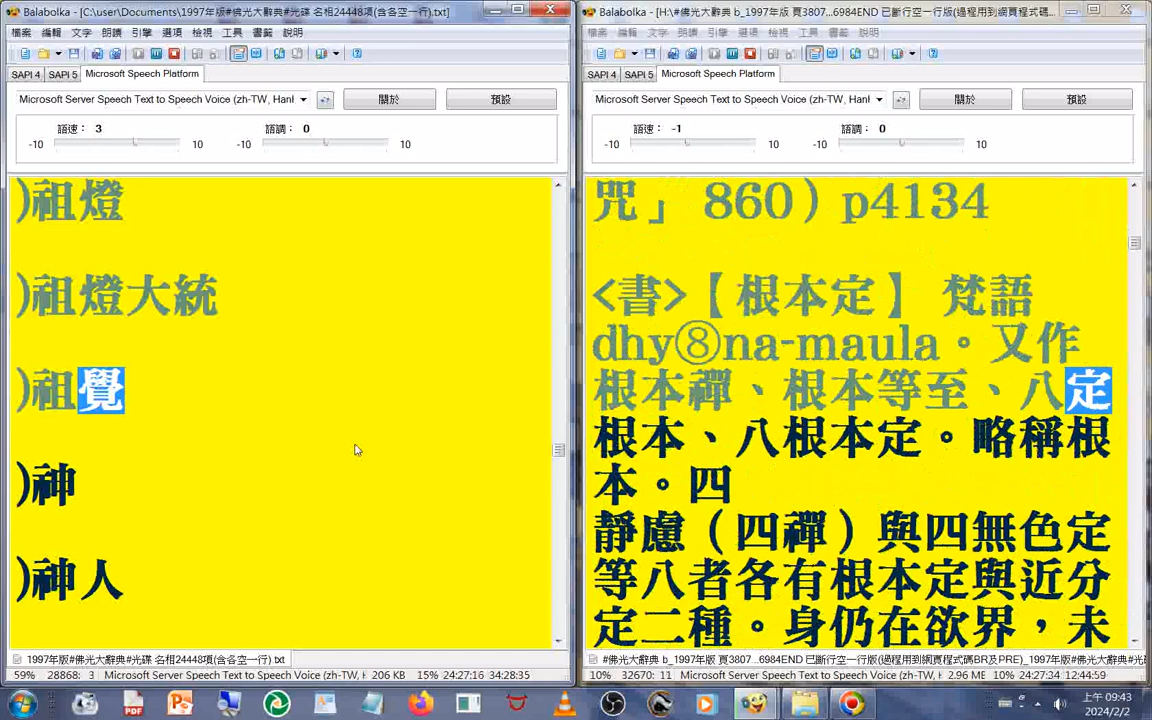 Balabolka - [C:\user\Documents\1997年版#佛光大辭典#光碟 名相24448項(含各空一行).txt]
檔案 編輯 文字 朗讀 引擎 選項 檢視 工具 書籤 說明
SAPI 4 SAPI 5 Microsoft Speech Platform
Microsoft Server Speech Text to Speech Voice (zh-TW, Hanl
關於 預設
語速： 3 語調： 0
-10 10 -10 10
)祖燈
)祖燈大統
)祖覺
)神
)神人
1997年版#佛光大辭典#光碟 名相24448項(含各空一行).txt
59% 28868: 3 Microsoft Server Speech Text to Speech Voice (zh-TW, H 206 KB 15% 24:27:16 34:28:35
Balabolka - [H:\#佛光大辭典 b_1997年版 頁3807...6984END 已斷行空一行版(過程用到網頁程式碼...
檔案 編輯 文字 朗讀 引擎 選項 檢視 工具 書籤 說明
SAPI 4 SAPI 5 Microsoft Speech Platform
Microsoft Server Speech Text to Speech Voice (zh-TW, Hanl
關於 預設
語速： -1 語調： 0
-10 10 -10 10
咒」 860）p4134
<書>【根本定】 梵語
dhy⑧na-maula。又作
根本禪、根本等至、八定
根本、八根本定。略稱根
本。四
靜慮（四禪）與四無色定
等八者各有根本定與近分
定二種。身仍在欲界，未
#佛光大辭典 b_1997年版 頁3807...6984END 已斷行空一行版(過程用到網頁程式碼BR及PRE)_1997年版#佛光大辭典#光
10% 32670: 11 Microsoft Server Speech Text to Speech Voice (zh-TW, H 2.96 ME 10% 24:27:34 12:44:59
上午 09:43
2024/2/2